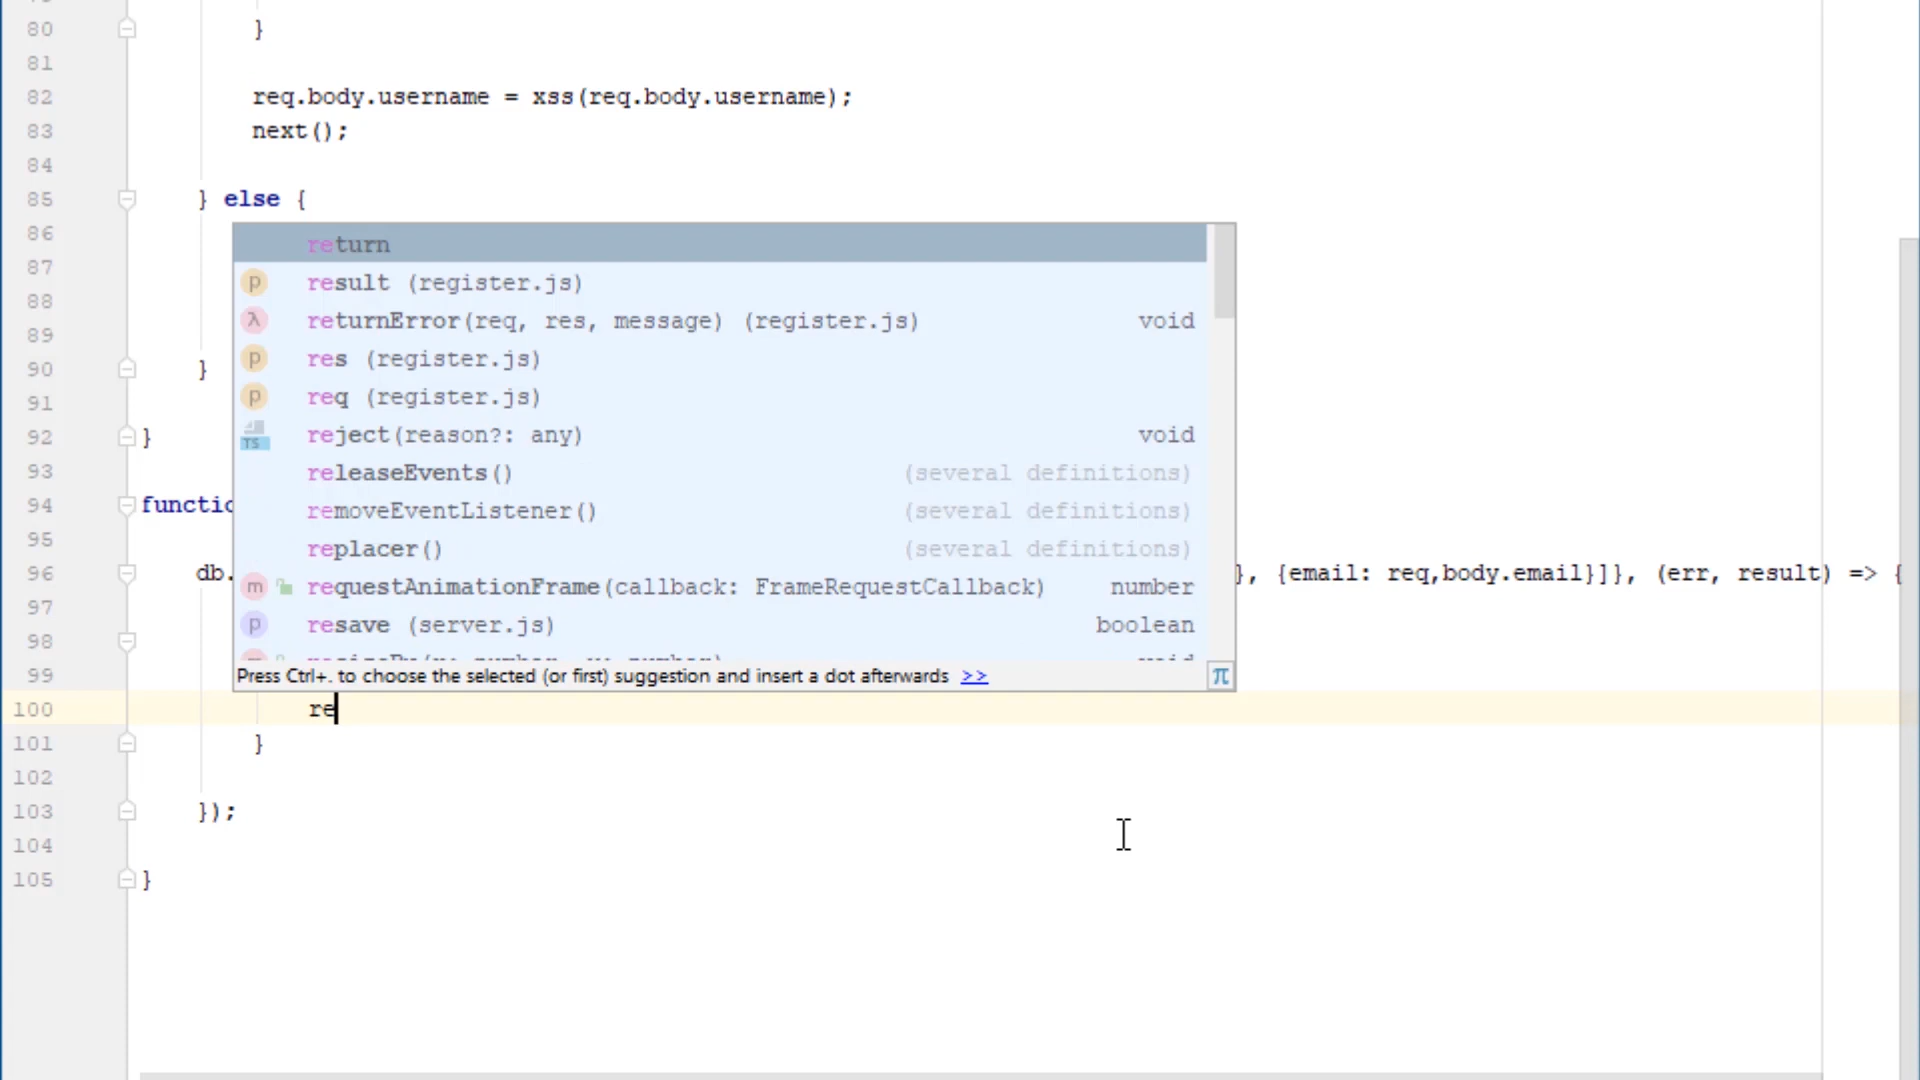 80 }
81
82 req.body.username = xss(req.body.username);
83 next();
84
85 } else {
86
return
87
result (register.js)
88
returnError(req, res, message) (register.js) void
89
res (register.js)
90 }
req (register.js)
91
reject(reason?: any) void
TS
92 }
93
releaseEvents() (several definitions)
94 functio
removeEventListener() (several definitions)
95
replacer() (several definitions)
96 db. }, {email: req,body.email}]}, (err, result) => {
m requestAnimationFrame(callback: FrameRequestCallback) number
97
p resave (server.js) boolean
98
99
Press Ctrl+. to choose the selected (or first) suggestion and insert a dot afterwards >> π
100 re
101 }
102
103 });
104
105 }